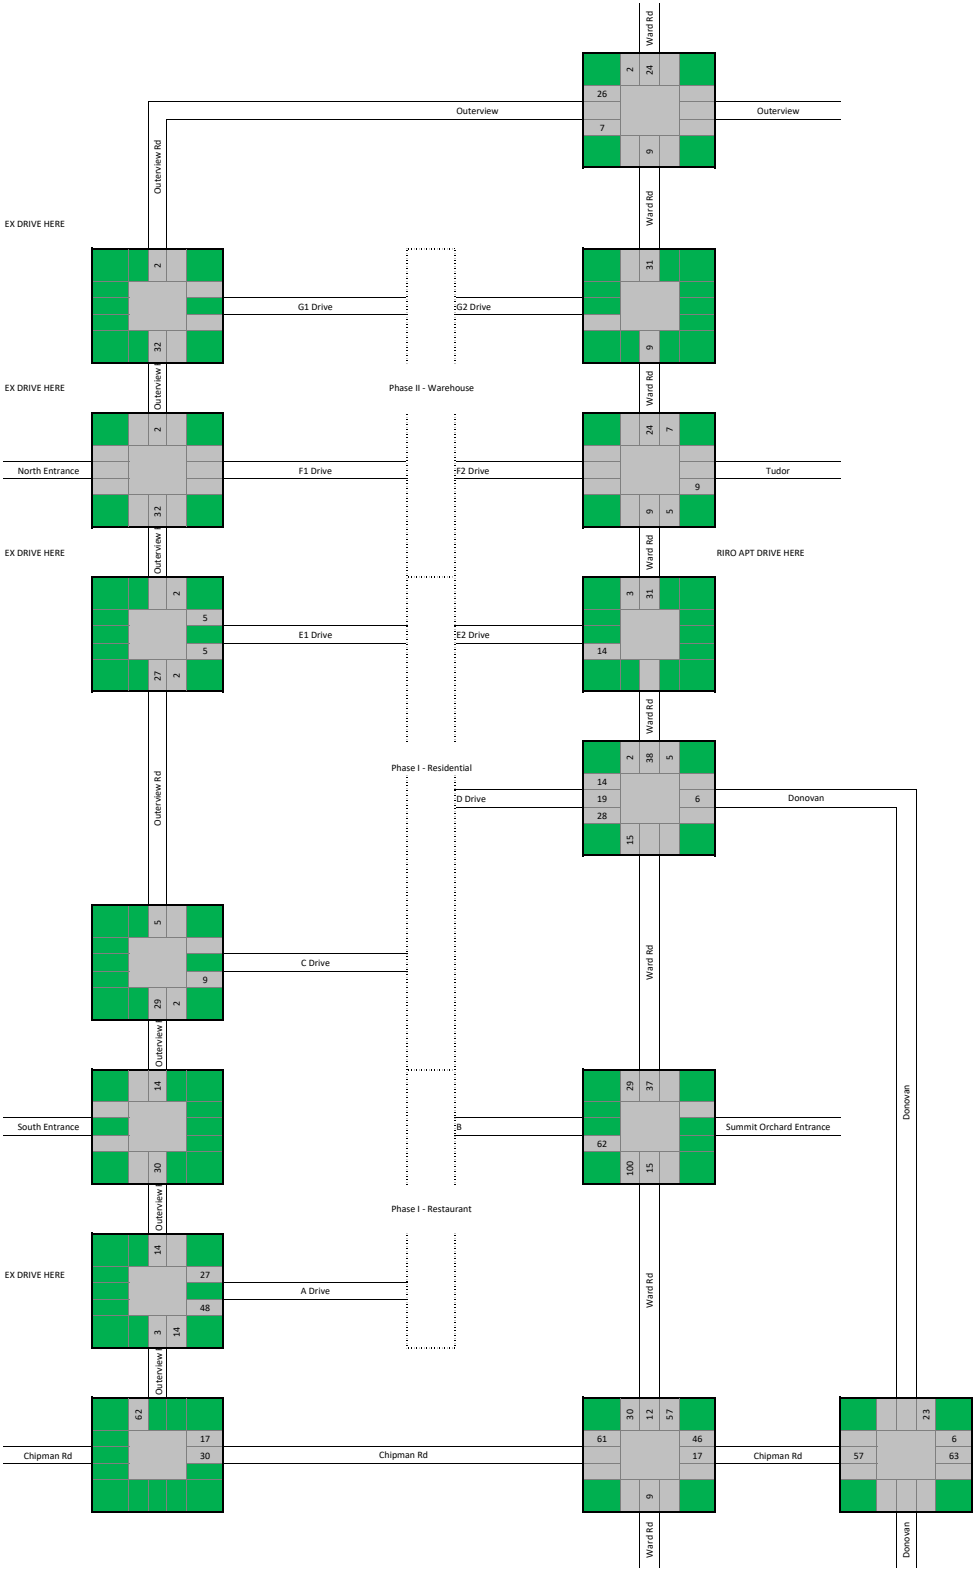 Ward Rd
2 24
26
Outerview Outerview
7
9
Outerview Rd
Ward Rd
EX DRIVE HERE
2 31
G1 Drive G2 Drive
32 9
Outerview Ward Rd
EX DRIVE HERE Phase II - Warehouse
2 24 7
North Entrance F1 Drive F2 Drive Tudor
9
32 9 5
Outerview Ward Rd
EX DRIVE HERE RIRO APT DRIVE HERE
2 3 31
5
E1 Drive E2 Drive
5 14
27 2
Ward Rd
Outerview Rd
Phase I - Residential 2 38 5
14
D Drive 19 6 Donovan
28
15
5
Ward Rd
C Drive
9
29 2
Outerview
14 29 37
Donovan
South Entrance B Summit Orchard Entrance
62
30 100 15
Outerview
Phase I - Restaurant
14
EX DRIVE HERE 27
A Drive Ward Rd
48
3 14
Outerview
62 30 12 57 23
17 61 46 6
Chipman Rd 30 Chipman Rd 17 Chipman Rd 57 63
9
Ward Rd Donovan